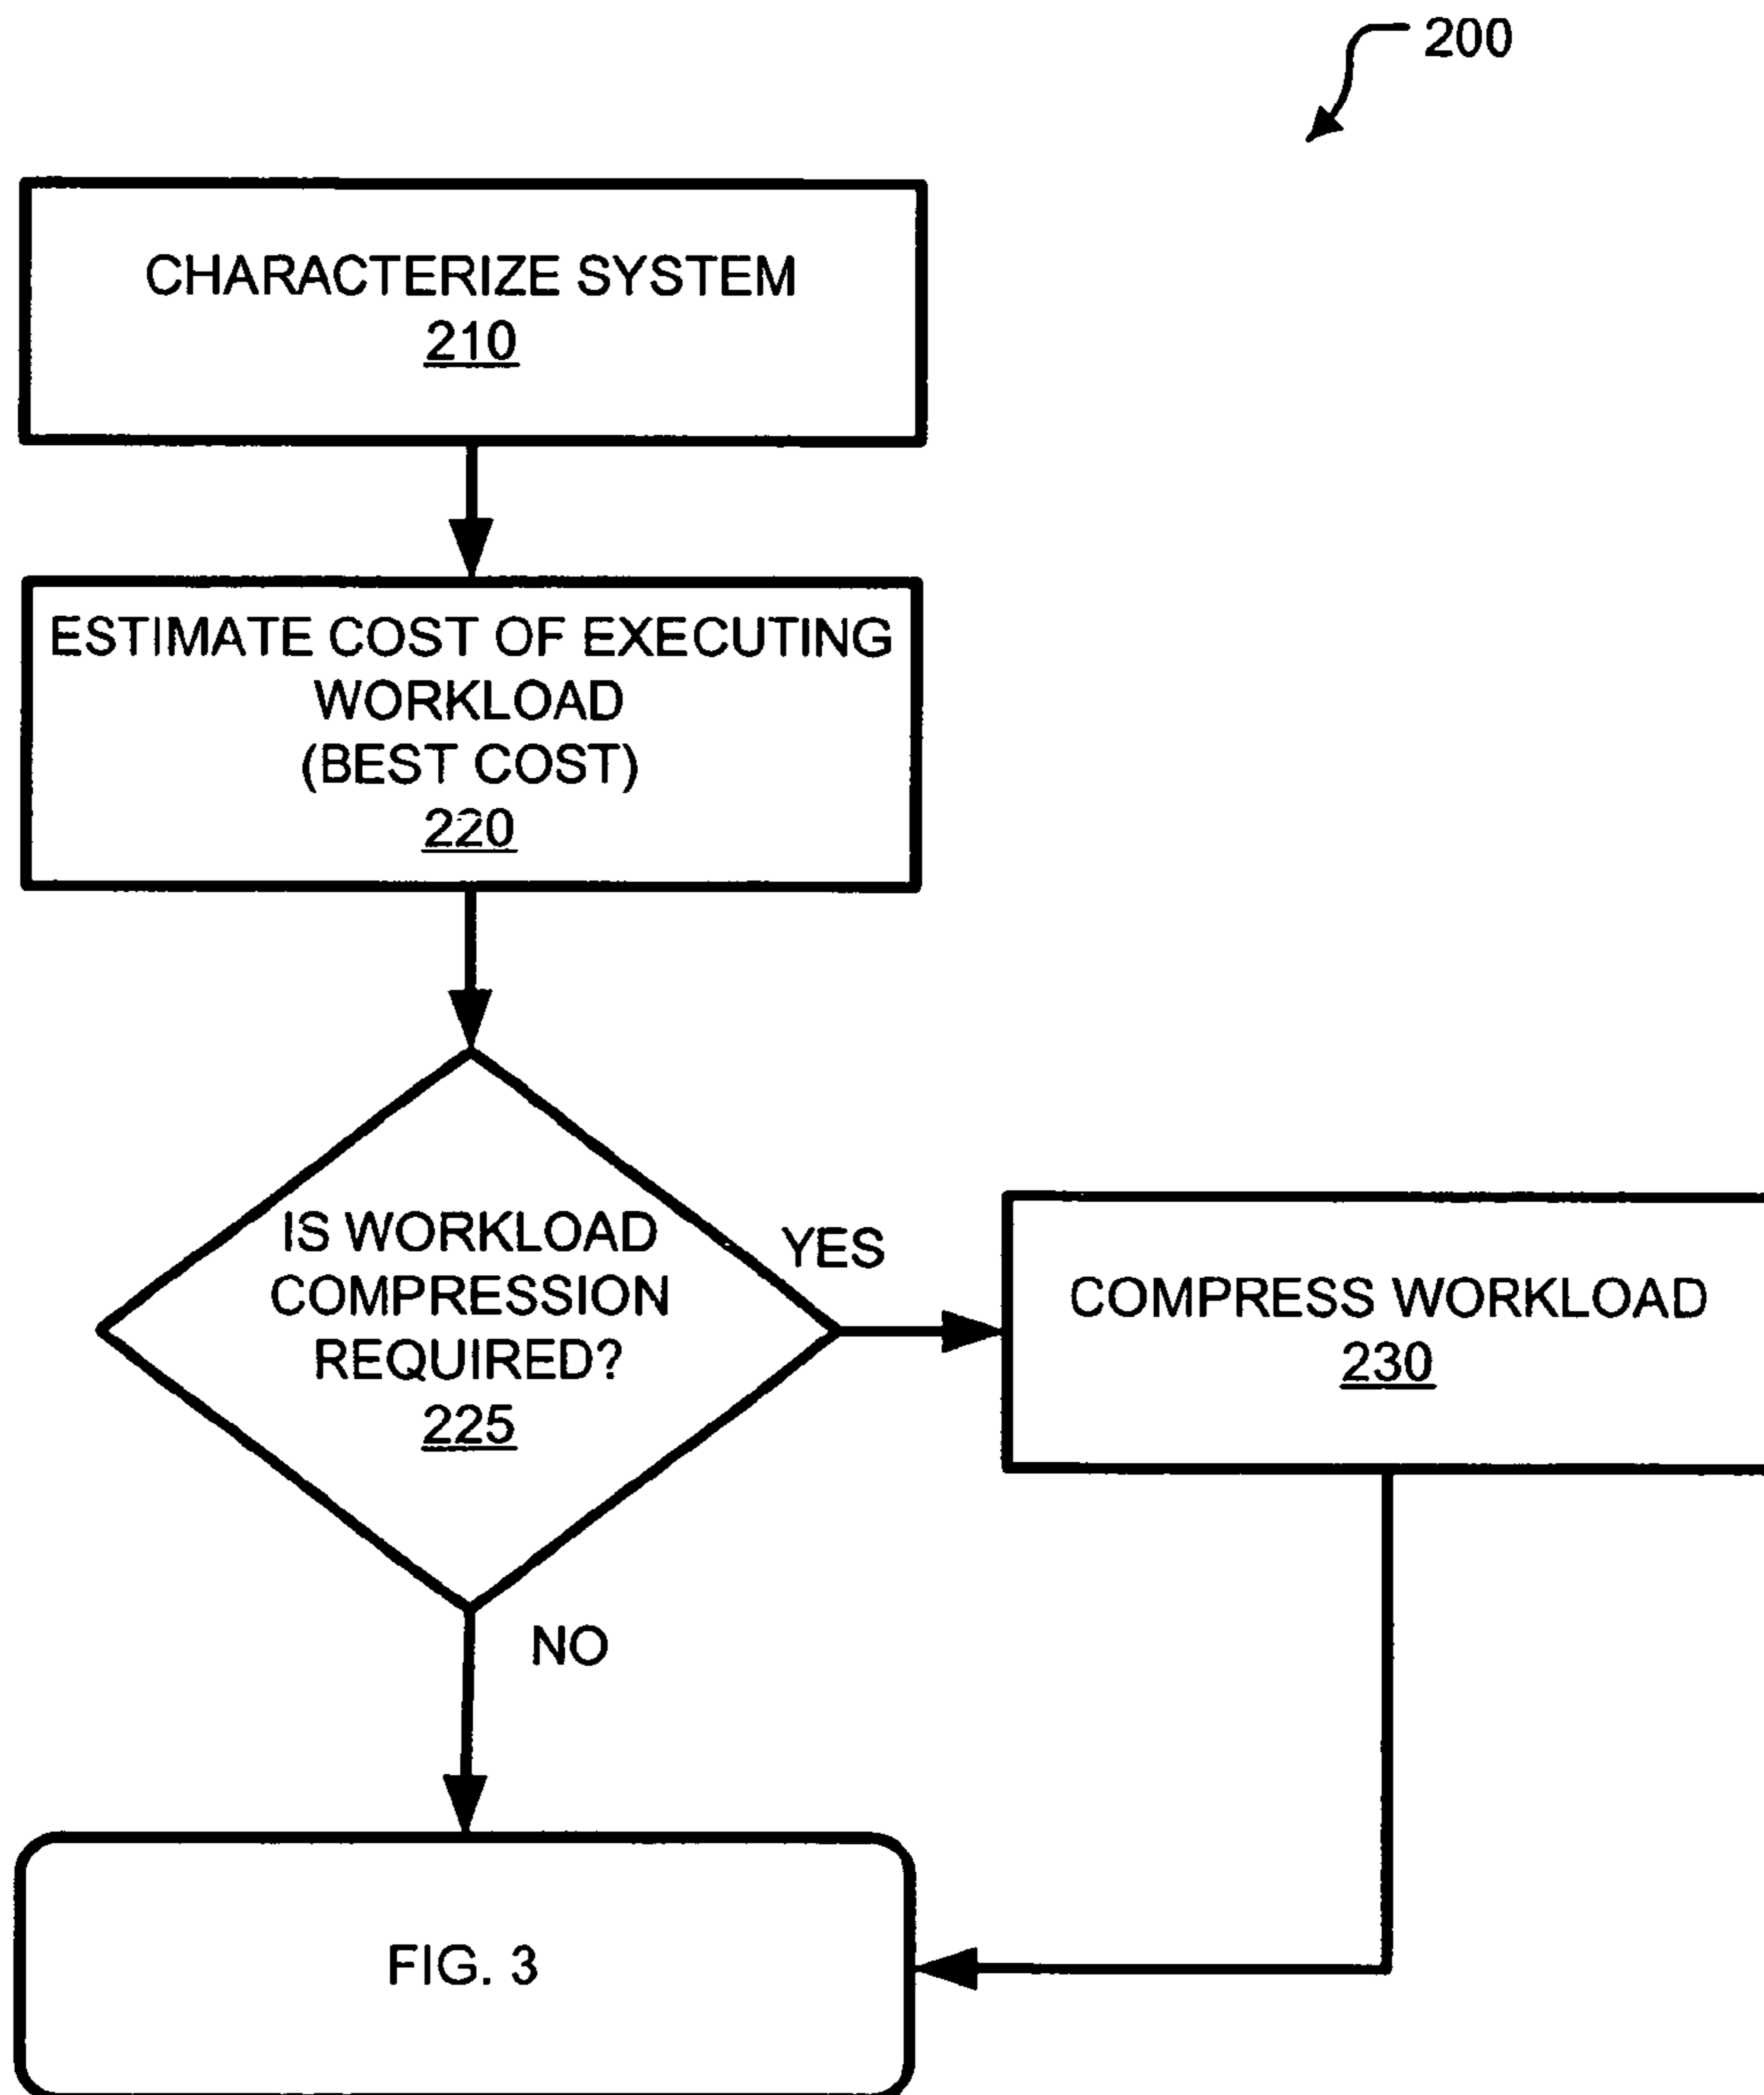 200
CHARACTERIZE SYSTEM
210
ESTIMATE COST OF EXECUTING
WORKLOAD
(BEST COST)
220
IS WORKLOAD
COMPRESSION
REQUIRED?
225
YES
COMPRESS WORKLOAD
230
NO
FIG. 3